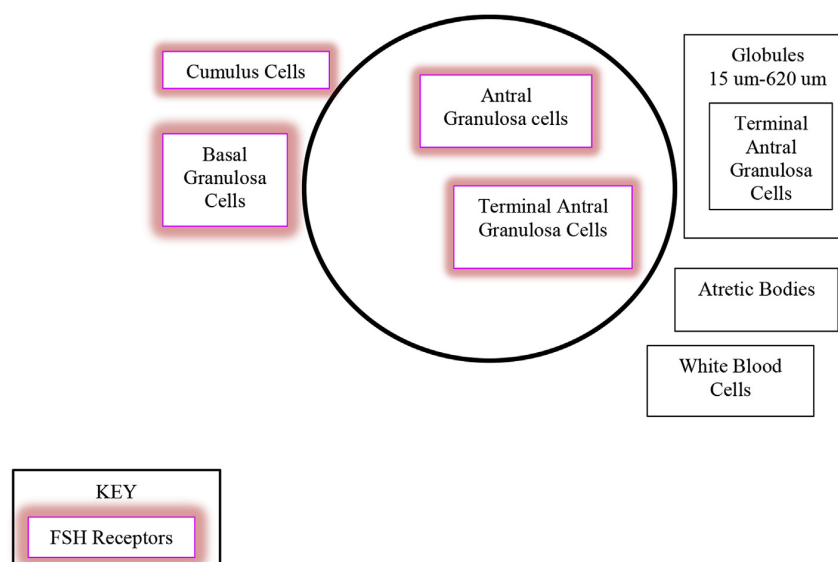 Cumulus Cells
Basal
Granulosa
Cells
Antral
Granulosa cells
Terminal Antral
Granulosa Cells
Globules
15 um-620 um
Terminal
Antral
Granulosa
Cells
Atretic Bodies
White Blood
Cells
KEY
FSH Receptors